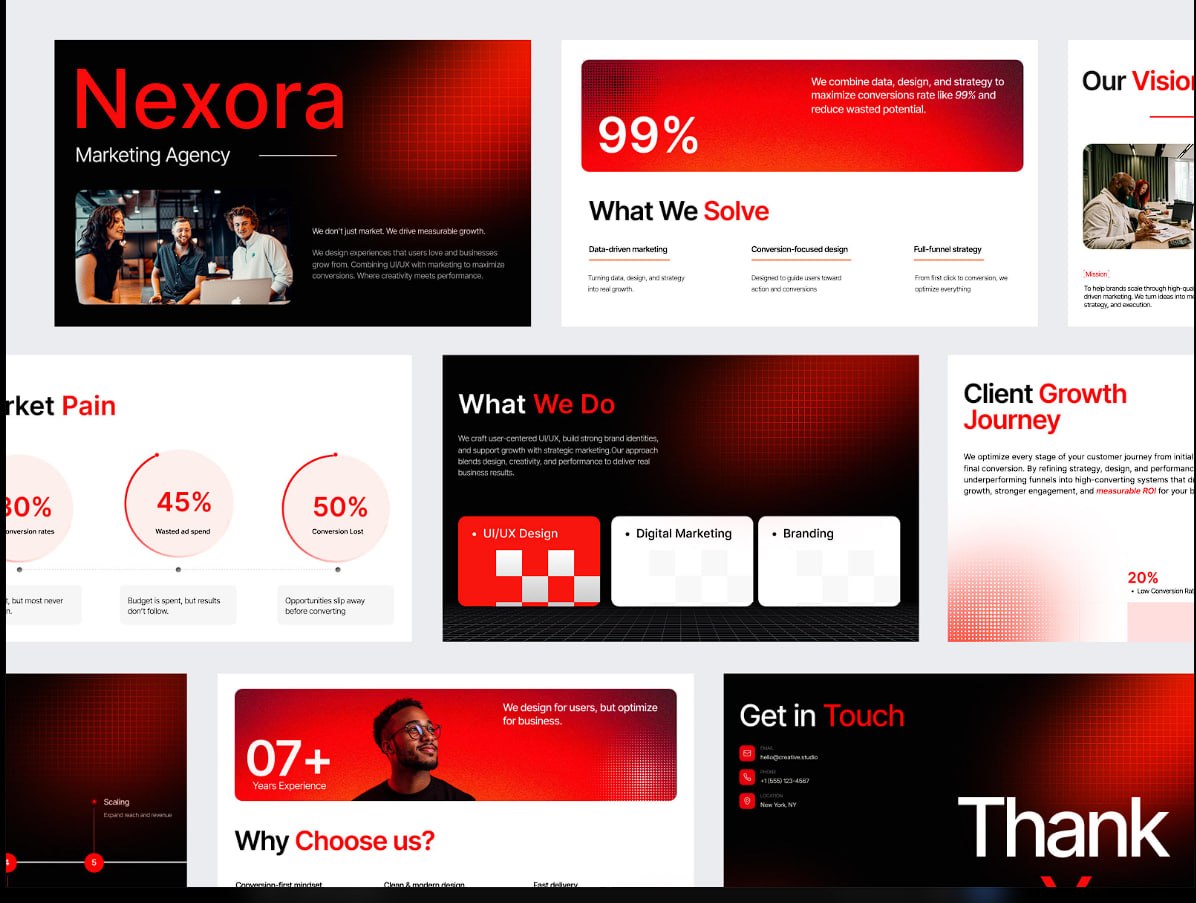 Nexora
Marketing Agency
We don't just market. We drive measurable growth.
We design experiences that users love and businesses
grow from. Combining UI/UX with marketing to maximize
conversions. Where creativity meets performance.
We combine data, design, and strategy to
maximize conversions rate like 99% and
reduce wasted potential.
99%
What We Solve
Data-driven marketing
Turning data, design, and strategy
into real growth.
Conversion-focused design
Designed to guide users toward
action and conversions
Full-funnel strategy
From first click to conversion, we
optimize everything
Our Vision
[Mission]
To help brands scale through high-qua
driven marketing. We turn ideas into me
strategy, and execution.
rket Pain
30%
onversion rates
t, but most never
n.
45%
Wasted ad spend
Budget is spent, but results
don't follow.
50%
Conversion Lost
Opportunities slip away
before converting
What We Do
We craft user-centered UI/UX, build strong brand identities,
and support growth with strategic marketing.Our approach
blends design, creativity, and performance to deliver real
business results.
• UI/UX Design
• Digital Marketing
• Branding
Client Growth
Journey
We optimize every stage of your customer journey from initial
final conversion. By refining strategy, design, and performanc
underperforming funnels into high-converting systems that d
growth, stronger engagement, and measurable ROI for your b
20%
• Low Conversion Rat
Scaling
Expand reach and revenue
4
5
We design for users, but optimize
for business.
07+
Years Experience
Why Choose us?
Conversion-first mindset
Clean & modern design
Fast delivery
Get in Touch
EMAIL
hello@creative.studio
PHONE
+1 (555) 123-4567
LOCATION
New York, NY
Thank
Y